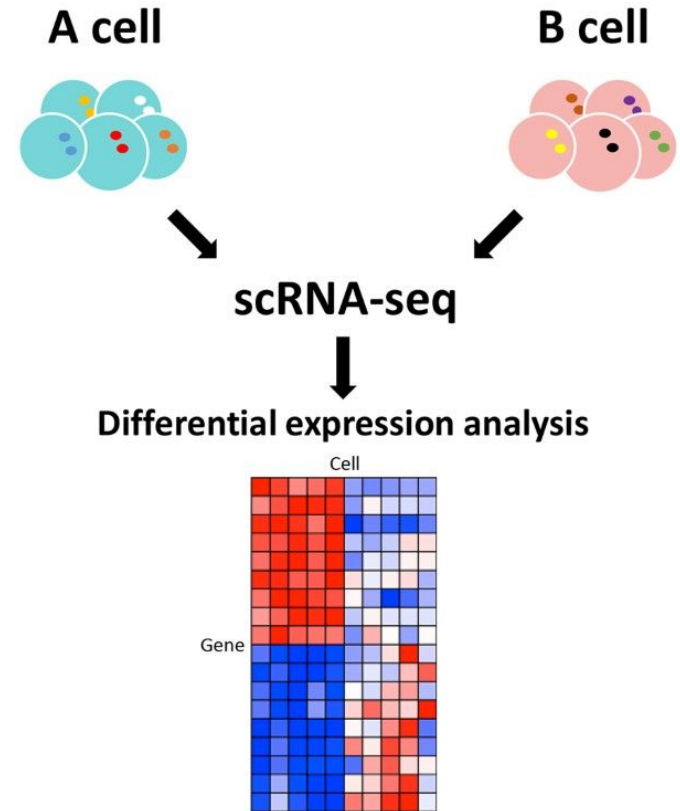 A cell
B cell
scRNA-seq
Differential expression analysis
Cell
Gene